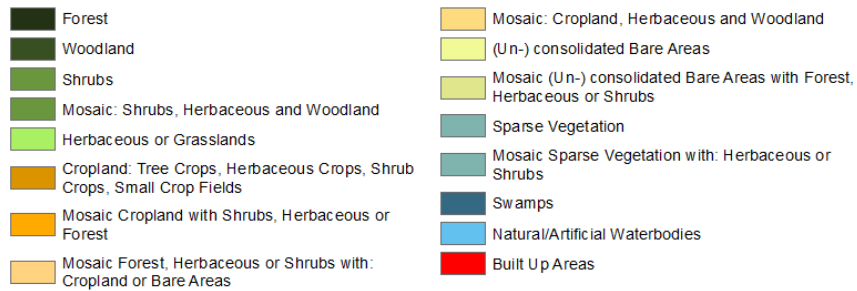 Forest
Woodland
Shrubs
Mosaic: Shrubs, Herbaceous and Woodland
Herbaceous or Grasslands
Cropland: Tree Crops, Herbaceous Crops, Shrub
Crops, Small Crop Fields
Mosaic Cropland with Shrubs, Herbaceous or
Forest
Mosaic Forest, Herbaceous or Shrubs with:
Cropland or Bare Areas
Mosaic: Cropland, Herbaceous and Woodland
(Un-) consolidated Bare Areas
Mosaic (Un-) consolidated Bare Areas with Forest,
Herbaceous or Shrubs
Sparse Vegetation
Mosaic Sparse Vegetation with: Herbaceous or
Shrubs
Swamps
Natural/Artificial Waterbodies
Built Up Areas